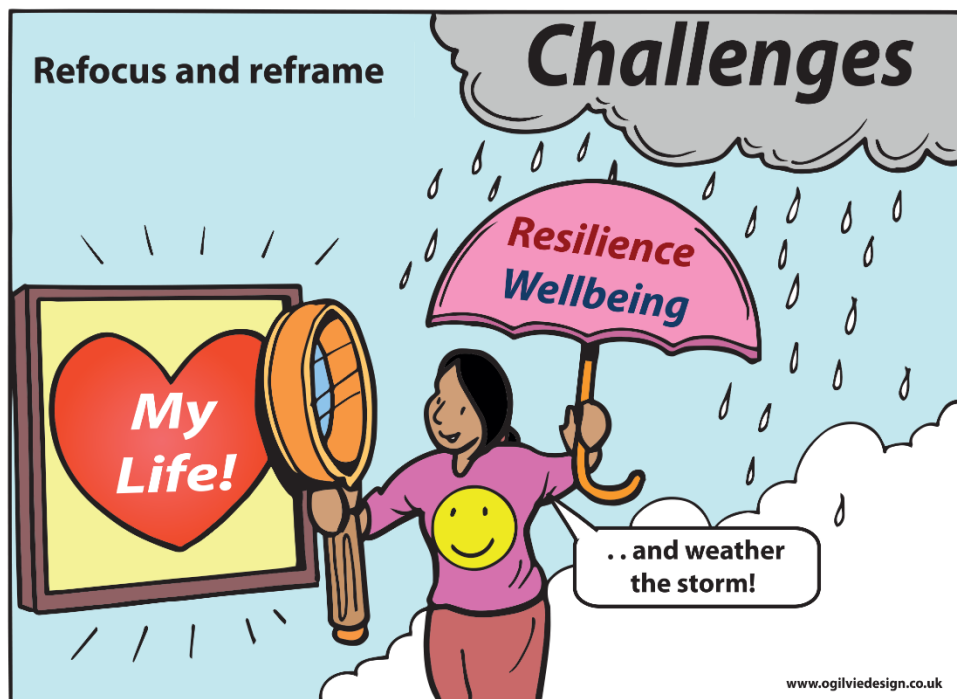 Refocus and reframe
Challenges
Resilience
Wellbeing
My
Life!
. . and weather
the storm!
www.ogilviedesign.co.uk